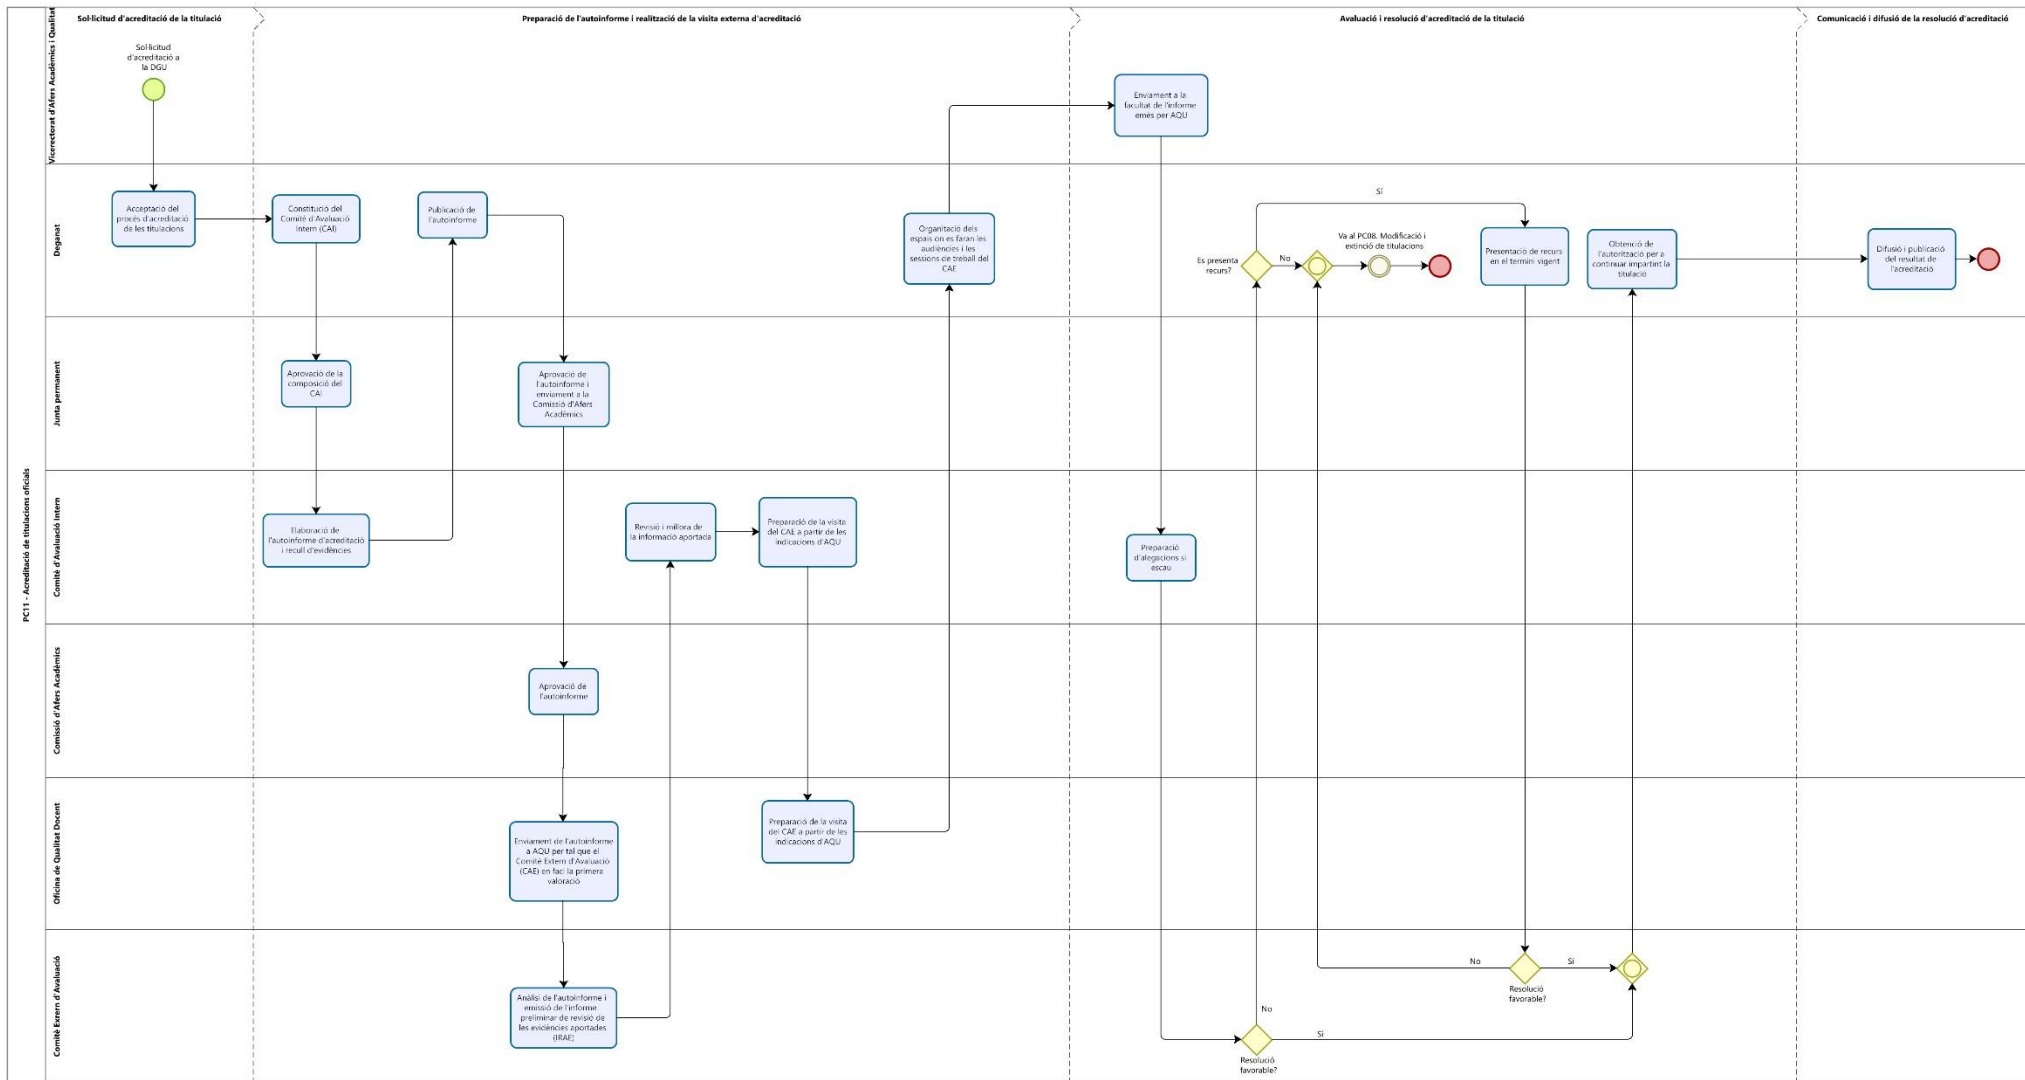 PC11 - Acreditació de titulacions oficials
Sol·licitud d'acreditació de la titulació
Preparació de l'autoinforme i realització de la visita externa d'acreditació
Avaluació i resolució d'acreditació de la titulació
Comunicació i difusió de la resolució d'acreditació
Vicerectorat d'Afers Acadèmics i Qualitat
Sol·licitud
d'acreditació a
la DGU
Enviament a la
facultat de l'informe
emès per AQU
Deganat
Acceptació del
procés d'acreditació
de les titulacions
Constitució del
Comitè d'Avaluació
Intern (CAI)
Publicació de
l'autoinforme
Organització dels
espais on es faran les
audiències i les
sessions de treball del
CAE
Es presenta
recurs?
Sí
No
Va al PC08. Modificació i
extinció de titulacions
Presentació de recurs
en el termini vigent
Obtenció de
l'autorització per a
continuar impartint la
titulació
Difusió i publicació
del resultat de
l'acreditació
Junta permanent
Aprovació de la
composició del
CAI
Aprovació de
l'autoinforme i
enviament a la
Comissió d'Afers
Acadèmics
Comitè d'Avaluació Intern
Elaboració de
l'autoinforme d'acreditació
i recull d'evidències
Revisió i millora de
la informació aportada
Preparació de la visita
del CAE a partir de les
indicacions d'AQU
Preparació
d'alegacions si
escau
Comissió d'Afers Acadèmics
Aprovació de
l'autoinforme
Oficina de Qualitat Docent
Enviament de l'autoinforme
a AQU per tal que el
Comitè Extern d'Avaluació
(CAE) en faci la primera
valoració
Preparació de la visita
del CAE a partir de les
indicacions d'AQU
Comitè Exrern d'Avaluació
Anàlisi de l'autoinforme i
emissió de l'informe
preliminar de revisió de
les evidències aportades
(IRAE)
No
Si
Resolució
favorable?
No
Sí
Resolució
favorable?